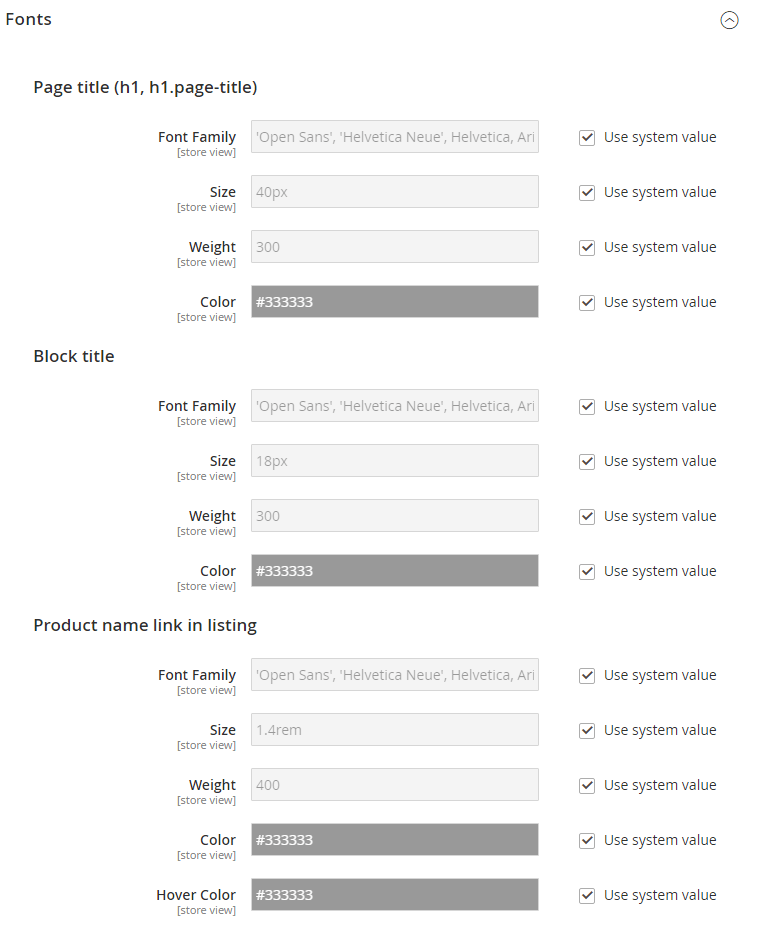 Fonts
Page title (h1, h1.page-title)
Font Family 'Open Sans', 'Helvetica Neue', Helvetica, Ari Use system value
[store view]
Size 40px Use system value
[store view]
Weight 300 Use system value
[store view]
Color #333333 Use system value
[store view]
Block title
Font Family 'Open Sans', 'Helvetica Neue', Helvetica, Ari Use system value
[store view]
Size 18px Use system value
[store view]
Weight 300 Use system value
[store view]
Color #333333 Use system value
[store view]
Product name link in listing
Font Family 'Open Sans', 'Helvetica Neue', Helvetica, Ari Use system value
[store view]
Size 1.4rem Use system value
[store view]
Weight 400 Use system value
[store view]
Color #333333 Use system value
[store view]
Hover Color #333333 Use system value
[store view]